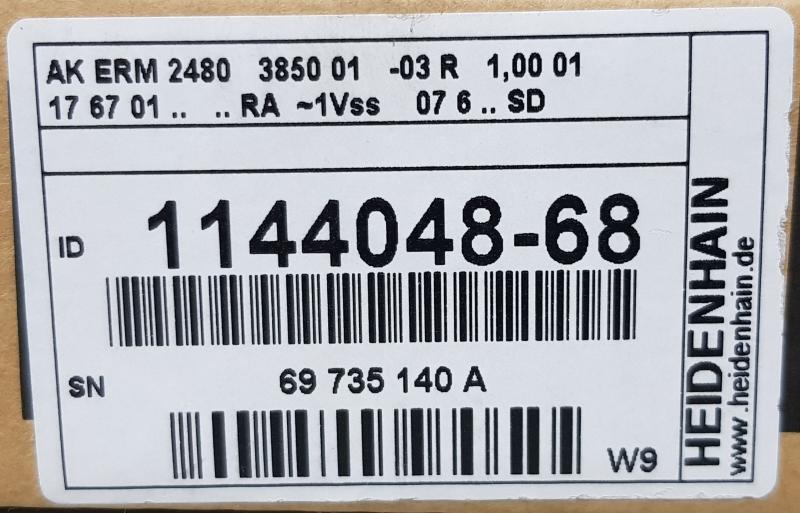 AK ERM 2480 3850 01 -03 R 1,00 01
17 67 01 .. .. RA ~1Vss 07 6 .. SD
ID 1144048-68
SN 69 735 140 A
W9
HEIDENHAIN
www.heidenhain.de